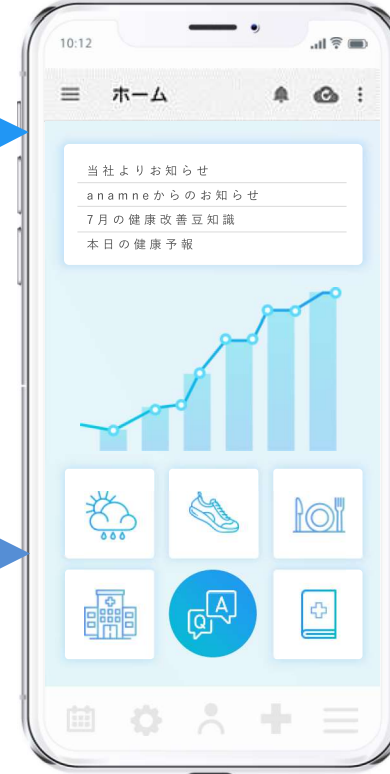 10:12
ホーム
当社よりお知らせ
anamneからのお知らせ
7月の健康改善豆知識
本日の健康予報
A
Q